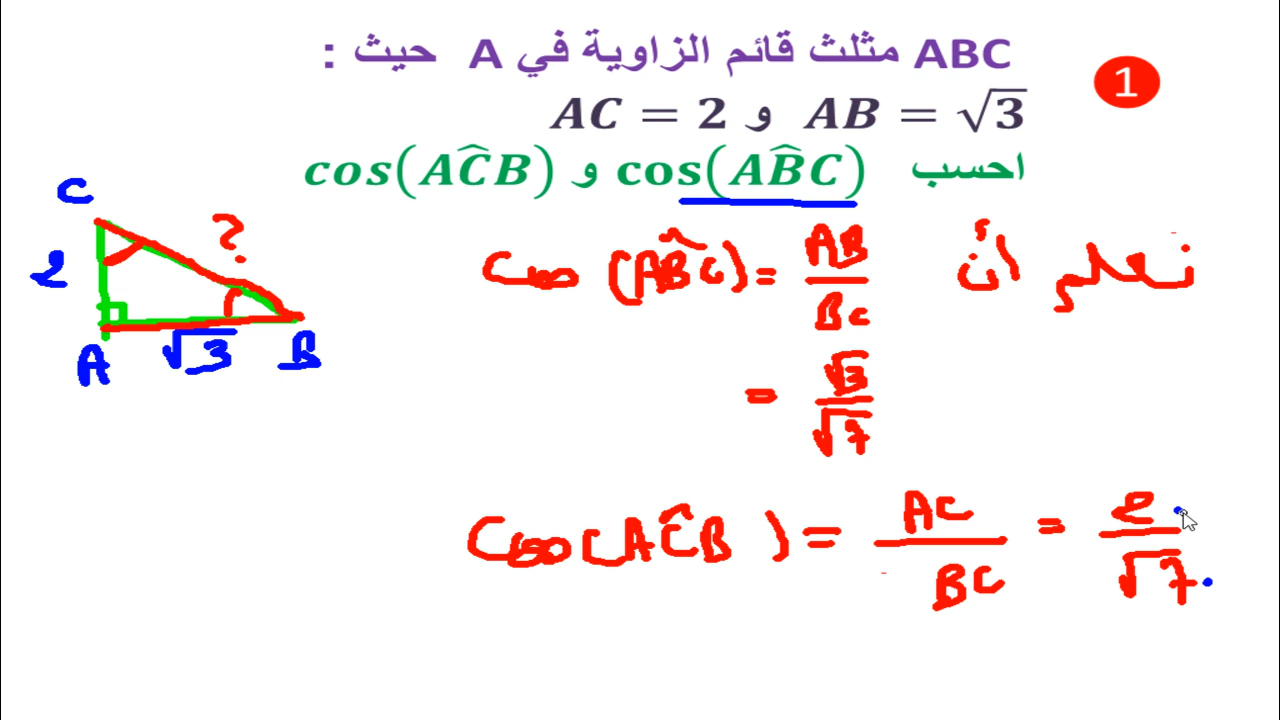 ABC مثلث قائم الزاوية في A حيث :
1
AB = √3 و AC = 2
احسب cos(AB̂C) و cos(AĈB)
C
?
2
A
√3
B
نعلم أن Cos (AB̂C) = AB/BC
= √3/√7
Cos(AĈB) = AC/BC = 2/√7